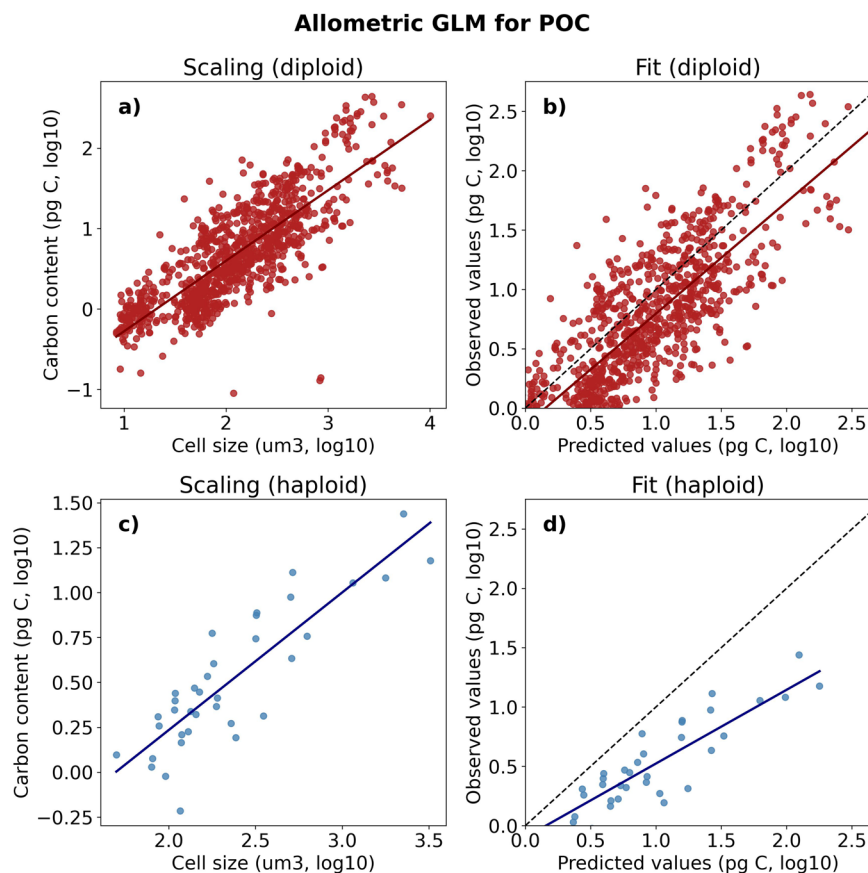 Allometric GLM for POC
Scaling (diploid)
Fit (diploid)
a)
b)
Carbon content (pg C, log10)
2
1
0
−1
1
2
3
4
Cell size (um3, log10)
Observed values (pg C, log10)
2.5
2.0
1.5
1.0
0.5
0.0
0.0
0.5
1.0
1.5
2.0
2.5
Predicted values (pg C, log10)
Scaling (haploid)
Fit (haploid)
c)
d)
Carbon content (pg C, log10)
1.50
1.25
1.00
0.75
0.50
0.25
0.00
−0.25
2.0
2.5
3.0
3.5
Cell size (um3, log10)
Observed values (pg C, log10)
2.5
2.0
1.5
1.0
0.5
0.0
0.0
0.5
1.0
1.5
2.0
2.5
Predicted values (pg C, log10)